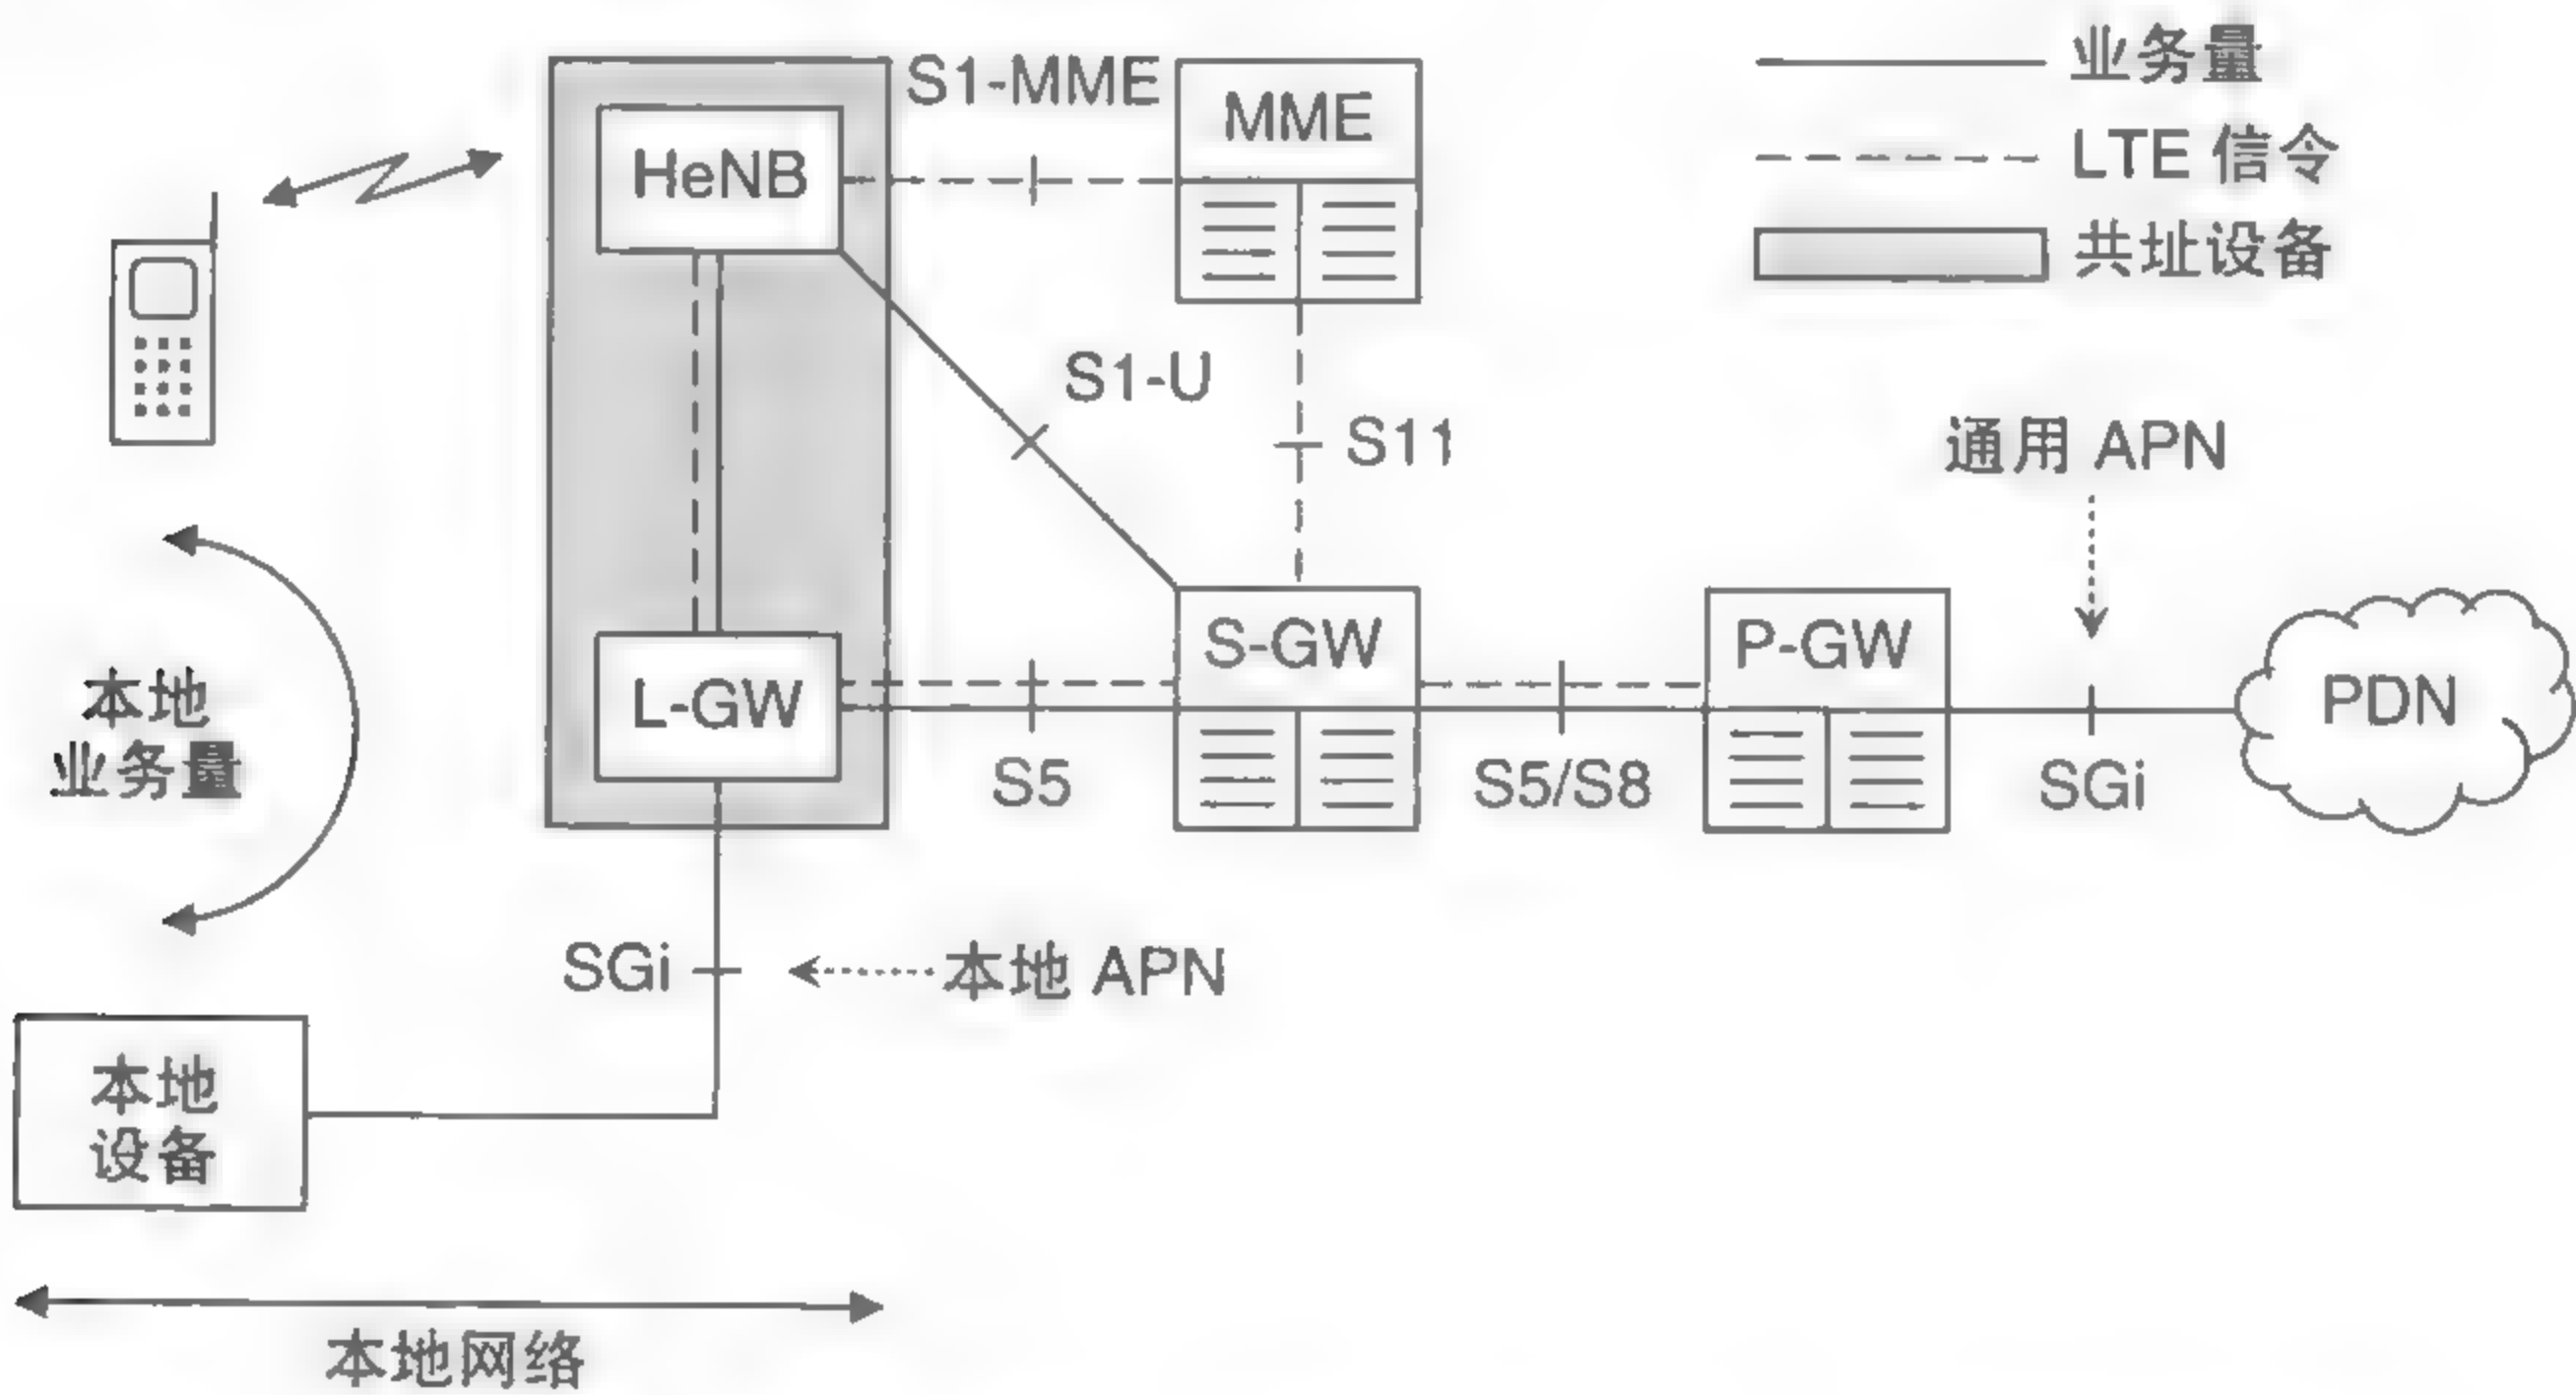 S1-MME
MME
HeNB
业务量
LTE 信令
共址设备
S1-U
S11
通用 APN
本地
业务量
L-GW
S-GW
P-GW
PDN
S5
S5/S8
SGi
SGi
本地 APN
本地
设备
本地网络